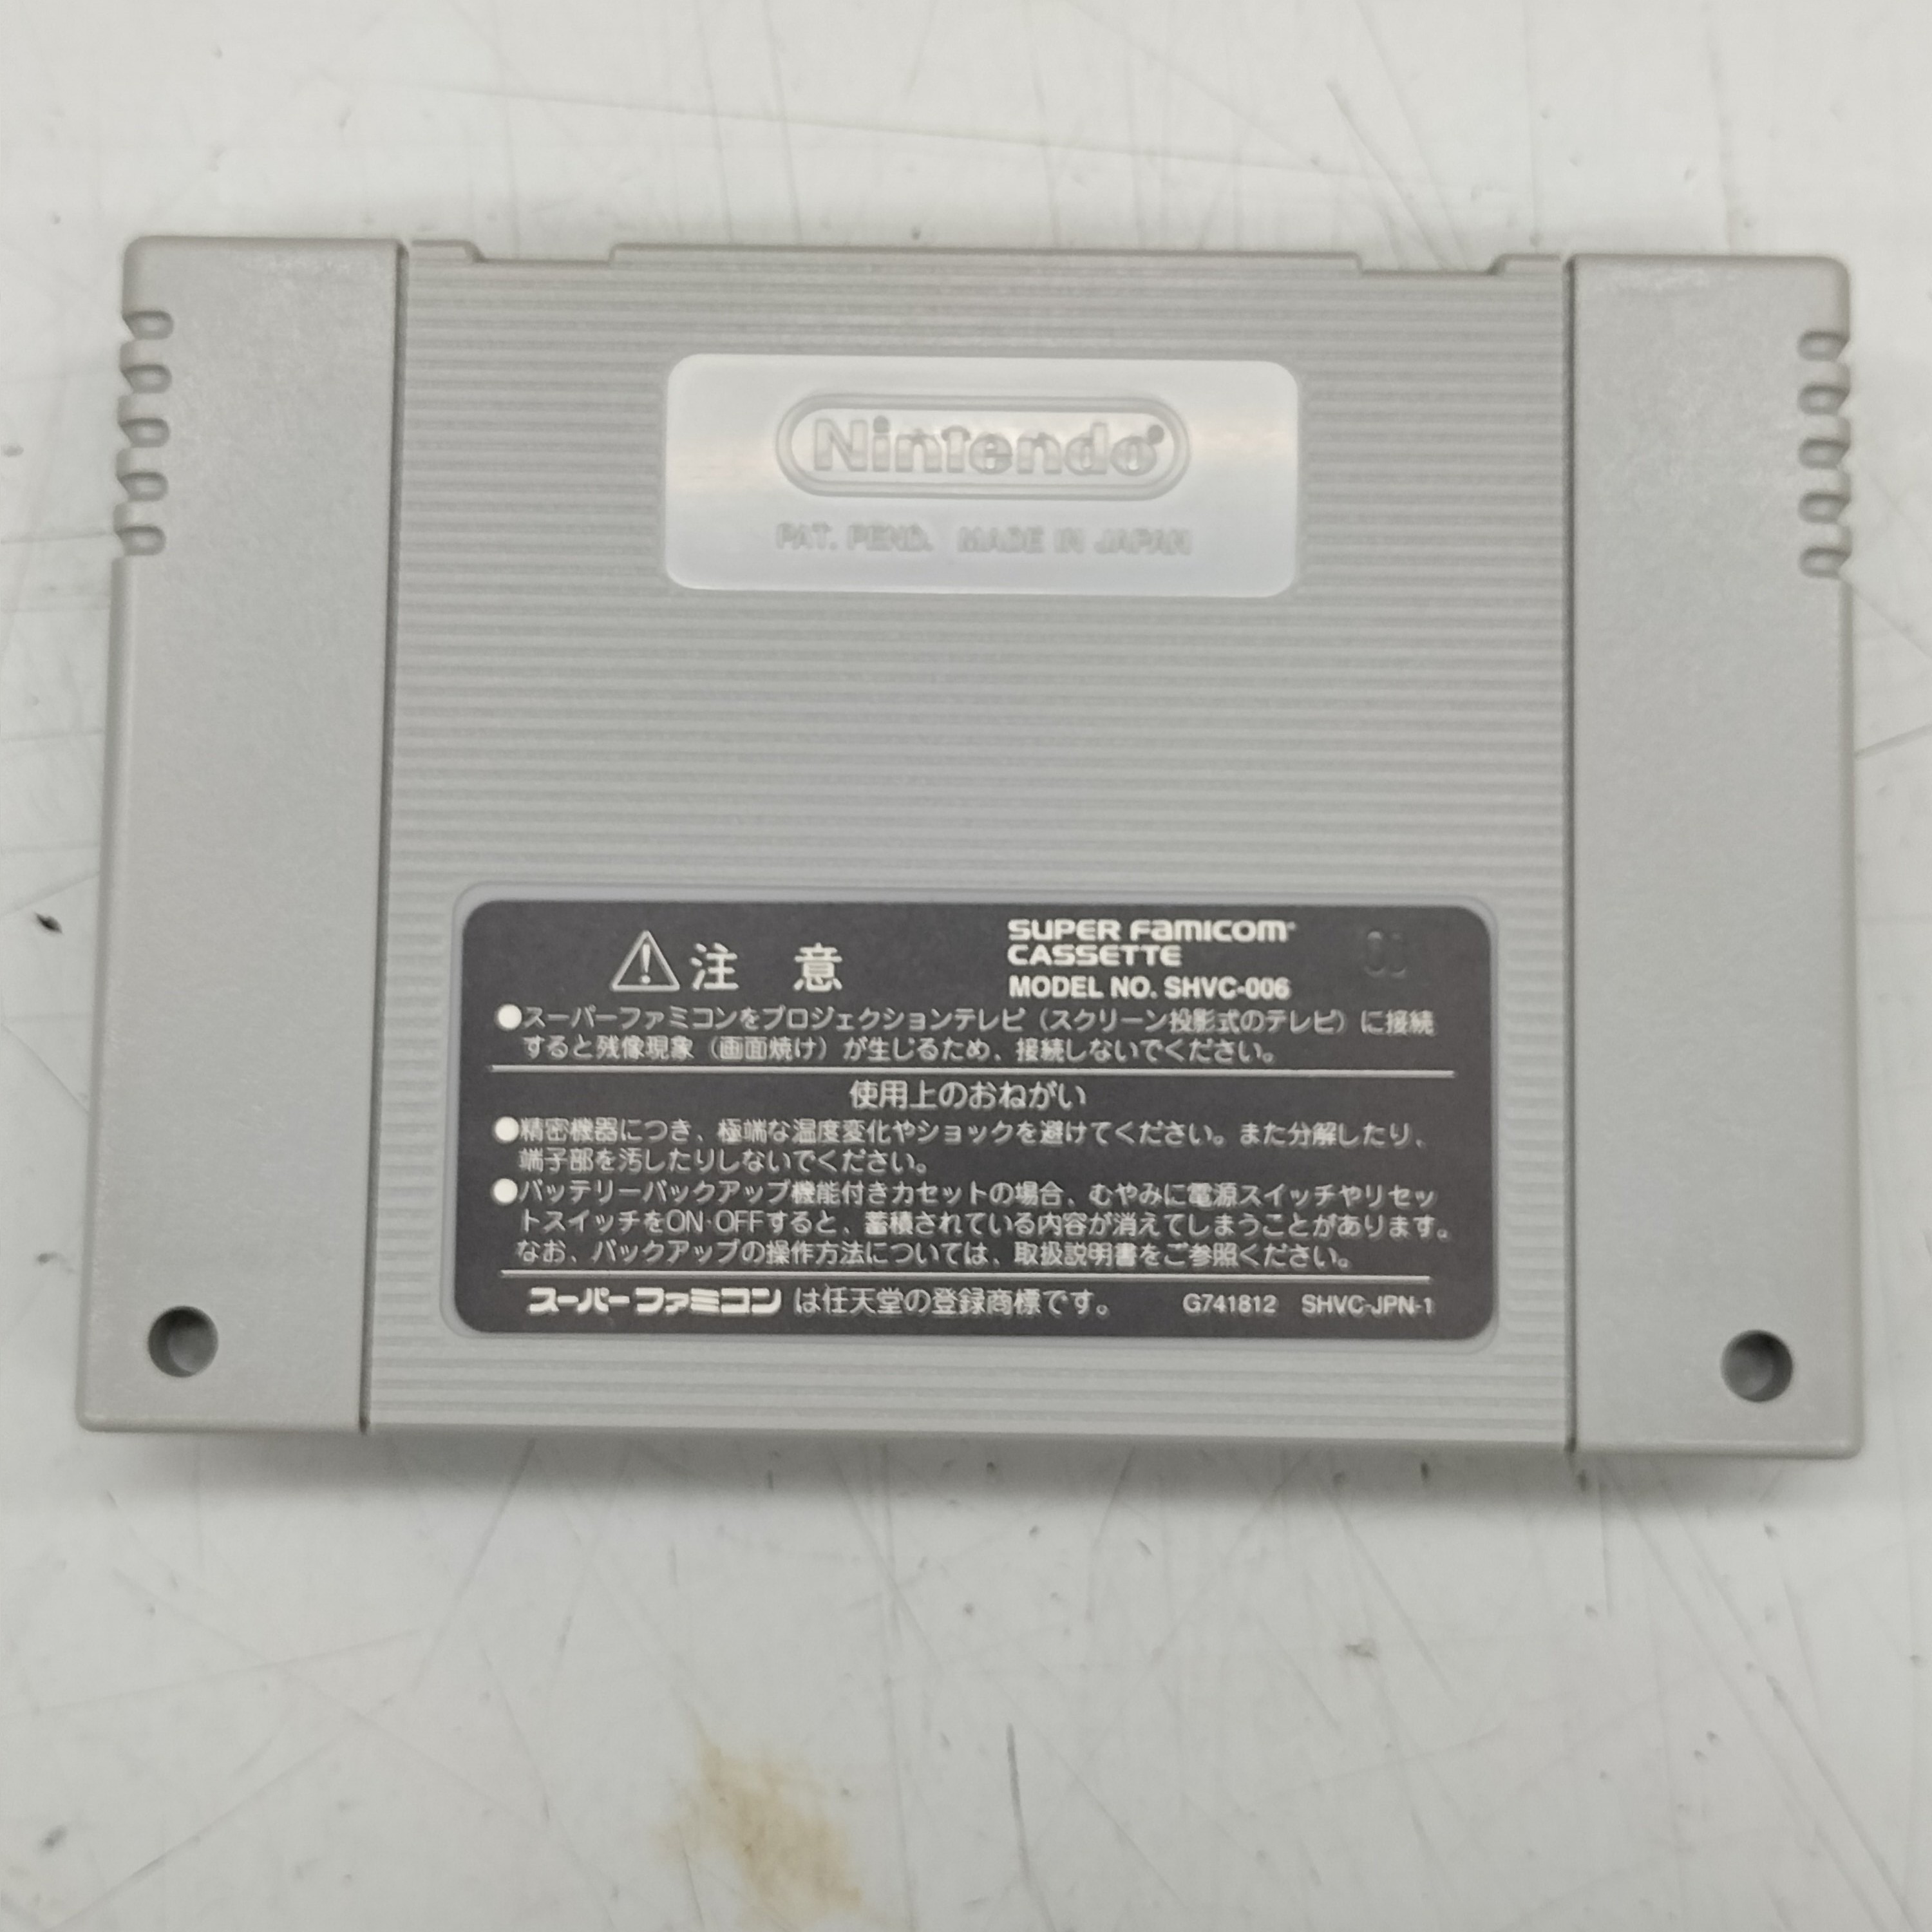 Nintendo
PAT. PEND. MADE IN JAPAN
⚠注 意
SUPER FAMICOM
CASSETTE
MODEL NO. SHVC-006
●スーパーファミコンをプロジェクションテレビ（スクリーン投影式のテレビ）に接続
すると残像現象（画面焼け）が生じるため、接続しないでください。
使用上のおねがい
●精密機器につき、極端な温度変化やショックを避けてください。また分解したり、
端子部を汚したりしないでください。
●バッテリーバックアップ機能付きカセットの場合、むやみに電源スイッチやリセッ
トスイッチをON·OFFすると、蓄積されている内容が消えてしまうことがあります。
なお、バックアップの操作方法については、取扱説明書をご参照ください。
スーパーファミコン は任天堂の登録商標です。 G741812 SHVC-JPN-1